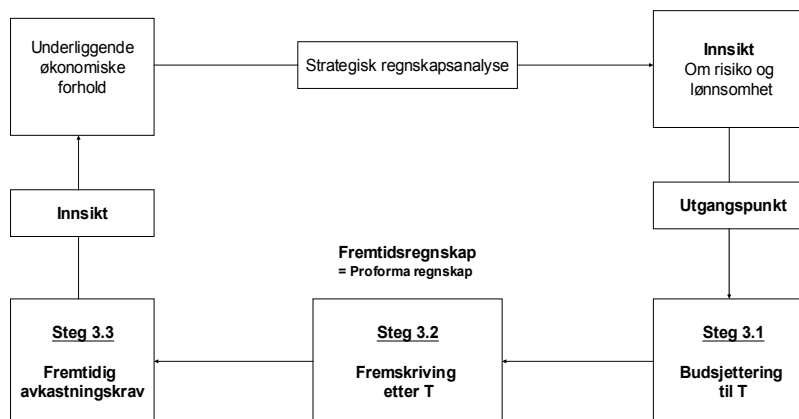 Underliggende
økonomiske
forhold
Strategisk regnskapsanalyse
Innsikt
Om risiko og
lønnsomhet
Innsikt
Utgangspunkt
Fremtidsregnskap
= Proforma regnskap
Steg 3.3
Fremtidig
avkastningskrav
Steg 3.2
Fremskriving
etter T
Steg 3.1
Budsjettering
til T